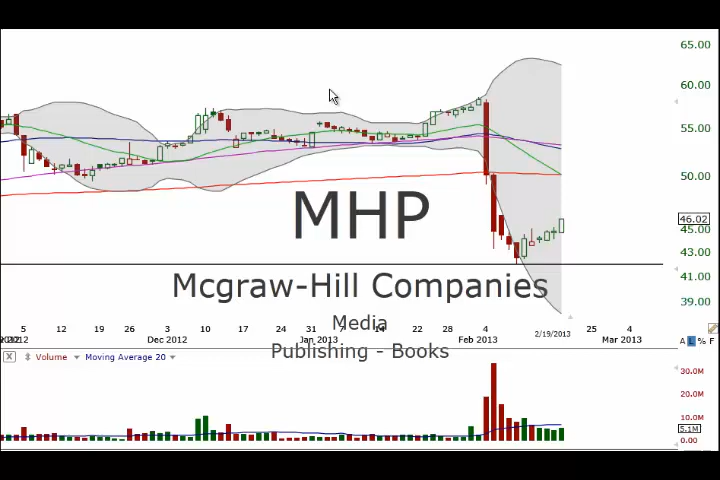 65.00
60.00
55.00
50.00
46.02
45.00
43.00
41.00
39.00
MHP
Mcgraw-Hill Companies
Media
Publishing - Books
5 12 19 26 3 10 17 24 31 7 14 22 28 4 2/19/2013 25 4
2012 Dec 2012 Jan 2013 Feb 2013 Mar 2013
A L % F
X Volume Moving Average 20
30.0M
20.0M
10.0M
5.1M
0.00